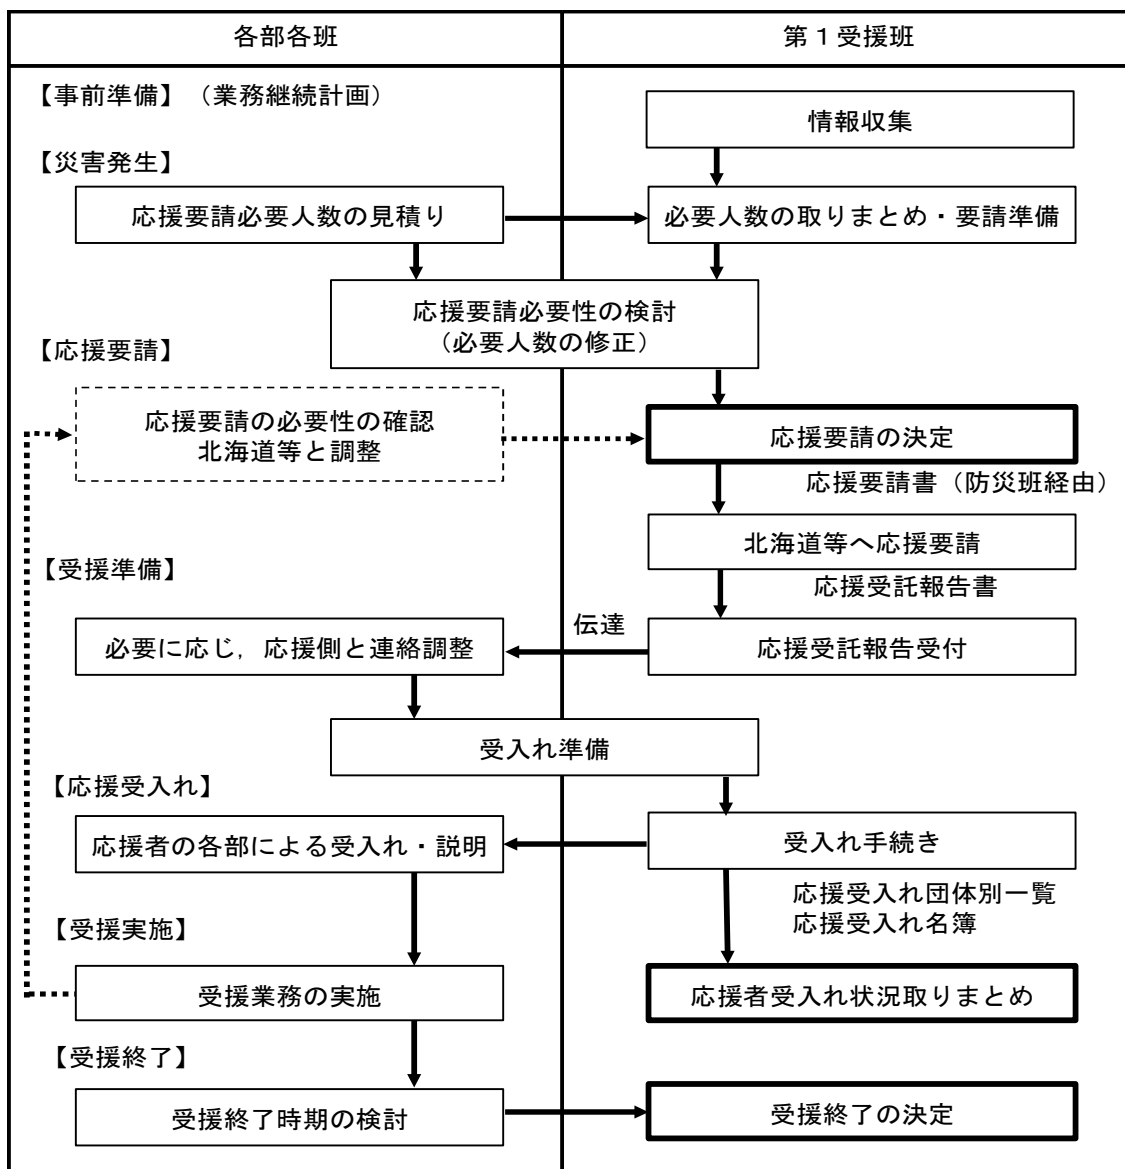 各部各班
第１受援班
【事前準備】（業務継続計画）
情報収集
【災害発生】
応援要請必要人数の見積り
必要人数の取りまとめ・要請準備
応援要請必要性の検討
（必要人数の修正）
【応援要請】
応援要請の必要性の確認
北海道等と調整
応援要請の決定
応援要請書（防災班経由）
北海道等へ応援要請
【受援準備】
応援受託報告書
伝達
必要に応じ，応援側と連絡調整
応援受託報告受付
受入れ準備
【応援受入れ】
応援者の各部による受入れ・説明
受入れ手続き
応援受入れ団体別一覧
応援受入れ名簿
【受援実施】
受援業務の実施
応援者受入れ状況取りまとめ
【受援終了】
受援終了時期の検討
受援終了の決定